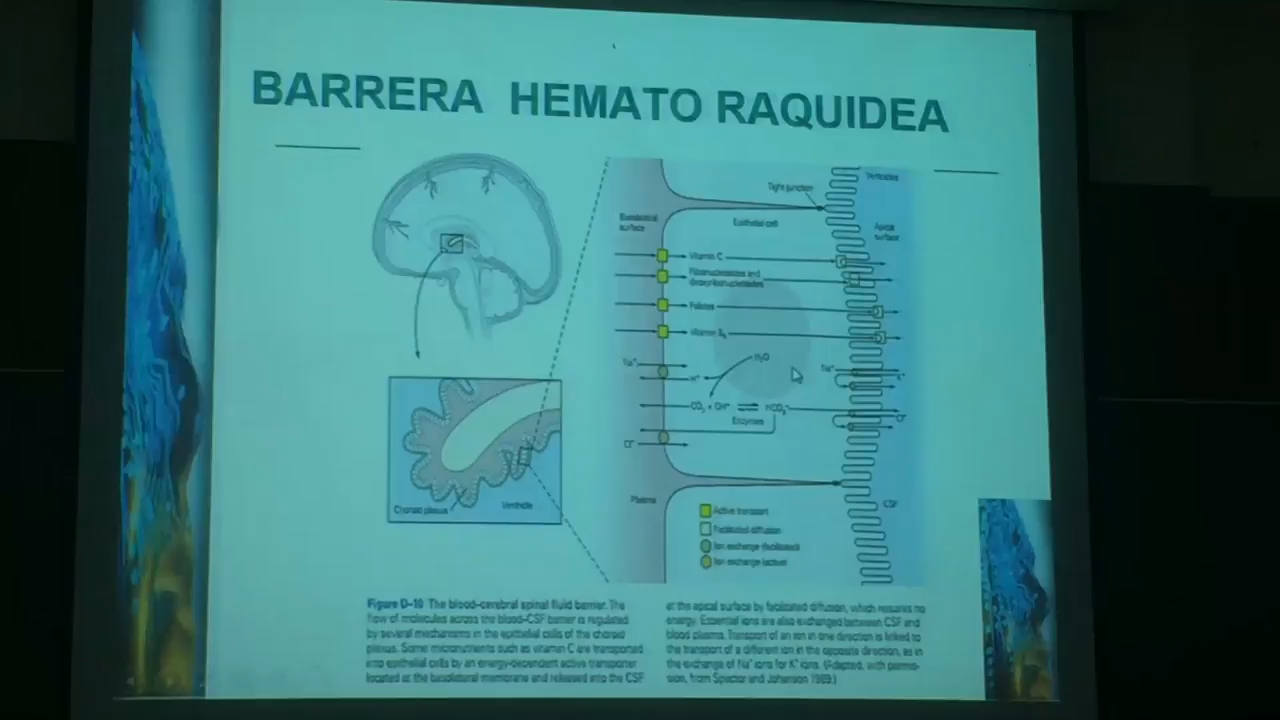 BARRERA HEMATO RAQUIDEA
Tight junction
Ventricles
Basolateral
surface
Epithelial cell
Apical
surface
Vitamin C
Ribonucleosides and
deoxyribonucleosides
Folates
Vitamin B₆
Na⁺
H₂O
H⁺
Na⁺
K⁺
CO₂ + OH⁻
HCO₃⁻
Enzymes
Cl⁻
Cl⁻
Plasma
CSF
Choroid plexus
Ventricle
Active transport
Facilitated diffusion
Ion exchange (facilitated)
Ion exchange (active)
Figure D-10 The blood-cerebral spinal fluid barrier. The
flow of molecules across the blood-CSF barrier is regulated
by several mechanisms in the epithelial cells of the choroid
plexus. Some micronutrients such as vitamin C are transported
into epithelial cells by an energy-dependent active transporter
located at the basolateral membrane and released into the CSF
at the apical surface by facilitated diffusion, which requires no
energy. Essential ions are also exchanged between CSF and
blood plasma. Transport of an ion in one direction is linked to
the transport of a different ion in the opposite direction, as in
the exchange of Na⁺ ions for K⁺ ions. (Adapted, with permis-
sion, from Spector and Johanson 1989.)